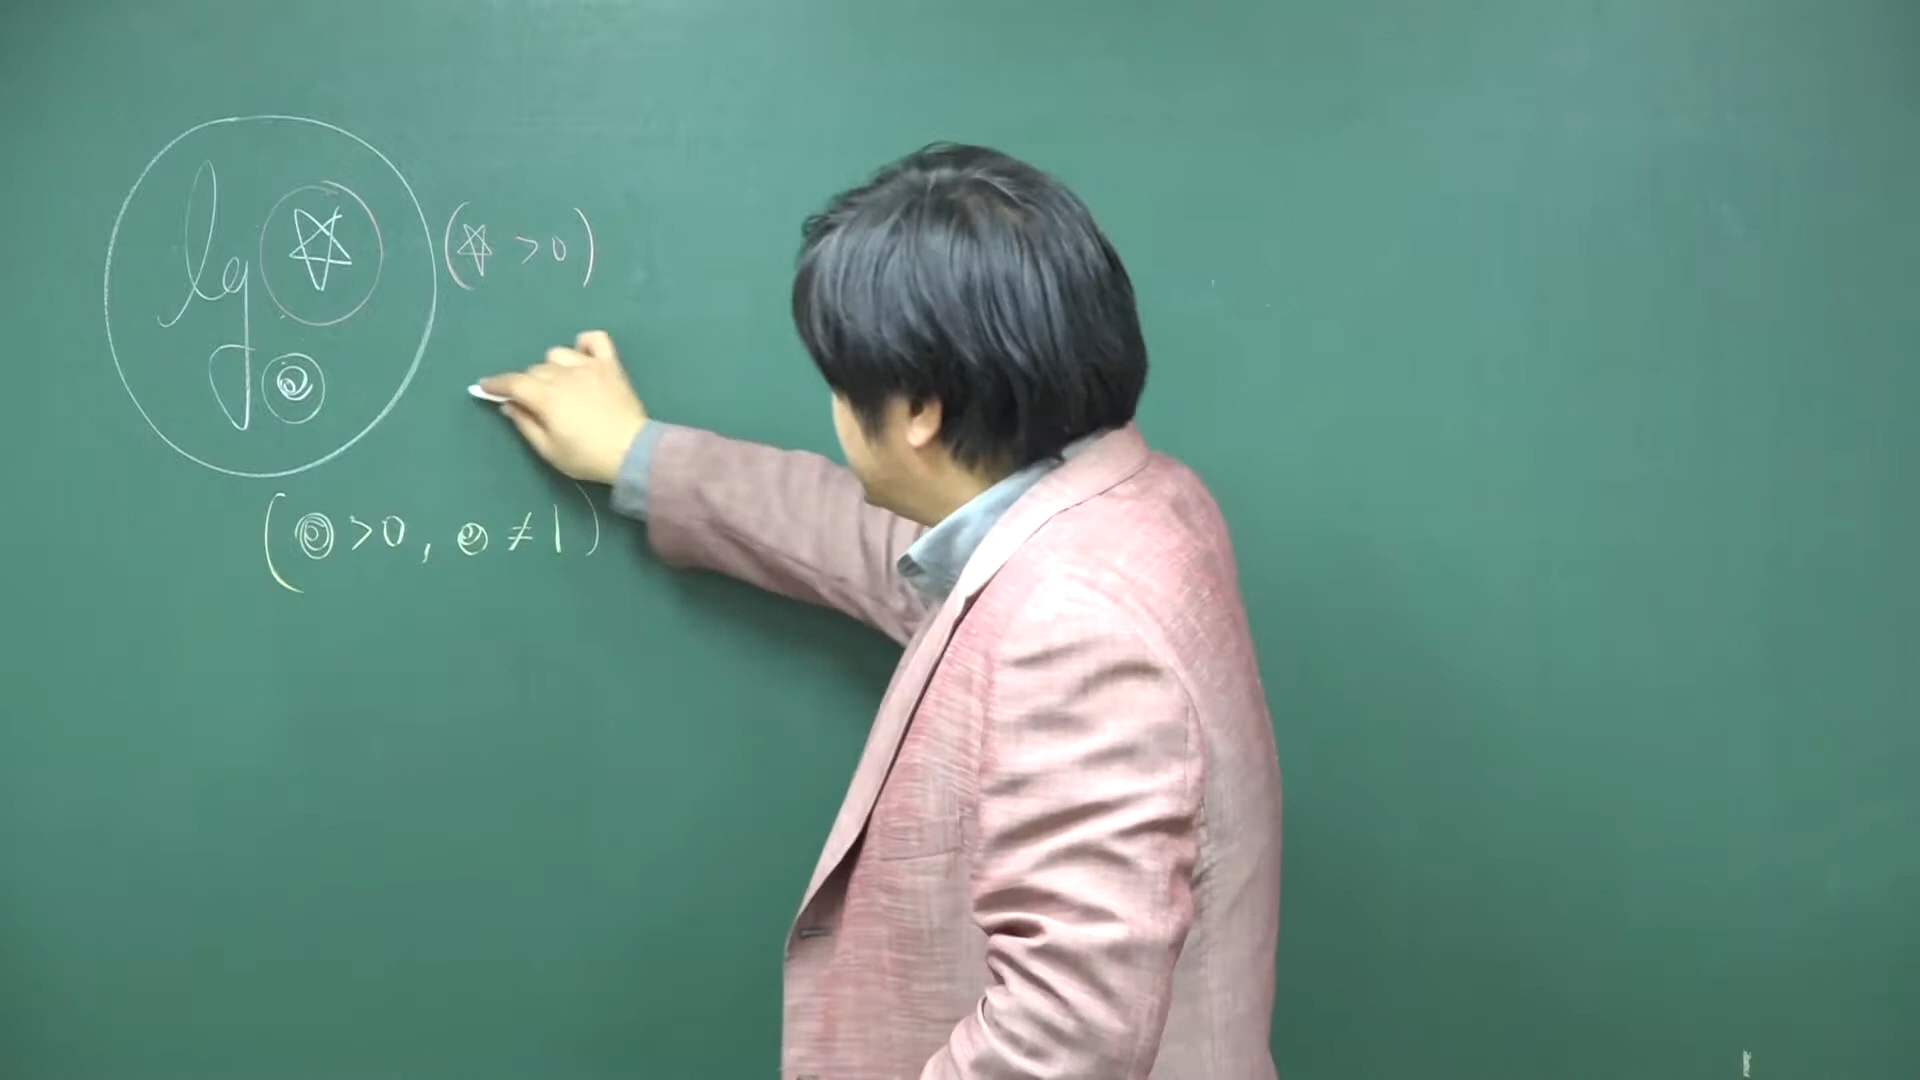 log ☆ (☆ > 0)
◎
(◎ > 0, ◎ ≠ 1)